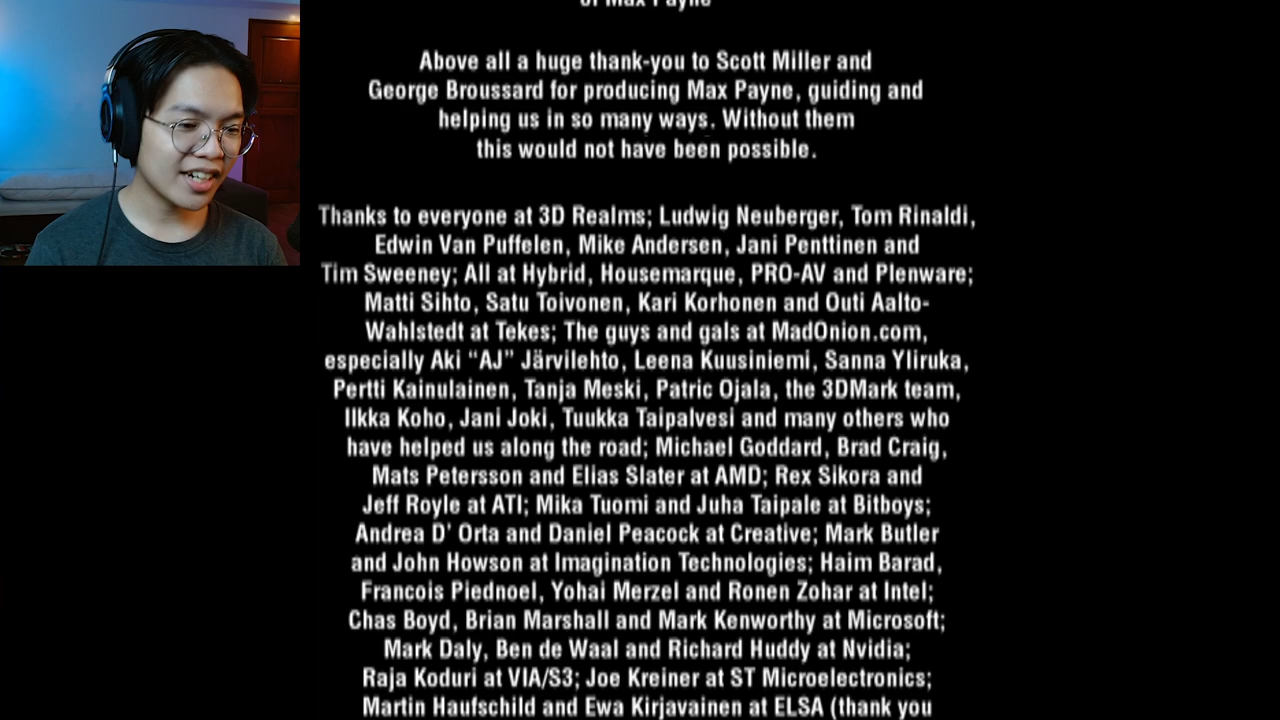 of Max Payne
Above all a huge thank-you to Scott Miller and
George Broussard for producing Max Payne, guiding and
helping us in so many ways. Without them
this would not have been possible.
Thanks to everyone at 3D Realms; Ludwig Neuberger, Tom Rinaldi,
Edwin Van Puffelen, Mike Andersen, Jani Penttinen and
Tim Sweeney; All at Hybrid, Housemarque, PRO-AV and Plenware;
Matti Sihto, Satu Toivonen, Kari Korhonen and Outi Aalto-
Wahlstedt at Tekes; The guys and gals at MadOnion.com,
especially Aki “AJ” Järvilehto, Leena Kuusiniemi, Sanna Yliruka,
Pertti Kainulainen, Tanja Meski, Patric Ojala, the 3DMark team,
Ilkka Koho, Jani Joki, Tuukka Taipalvesi and many others who
have helped us along the road; Michael Goddard, Brad Craig,
Mats Petersson and Elias Slater at AMD; Rex Sikora and
Jeff Royle at ATI; Mika Tuomi and Juha Taipale at Bitboys;
Andrea D’ Orta and Daniel Peacock at Creative; Mark Butler
and John Howson at Imagination Technologies; Haim Barad,
Francois Piednoel, Yohai Merzel and Ronen Zohar at Intel;
Chas Boyd, Brian Marshall and Mark Kenworthy at Microsoft;
Mark Daly, Ben de Waal and Richard Huddy at Nvidia;
Raja Koduri at VIA/S3; Joe Kreiner at ST Microelectronics;
Martin Haufschild and Ewa Kirjavainen at ELSA (thank you